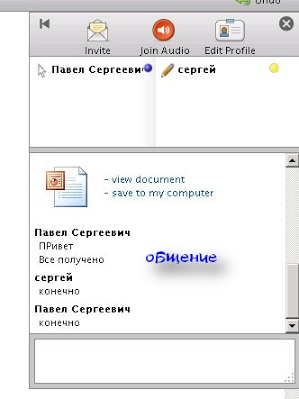 Undo
Invite
Join Audio
Edit Profile
Павел Сергееви
сергей
- view document
- save to my computer
Павел Сергеевич
ПРивет
Все получено
оБщение
сергей
конечно
Павел Сергеевич
конечно